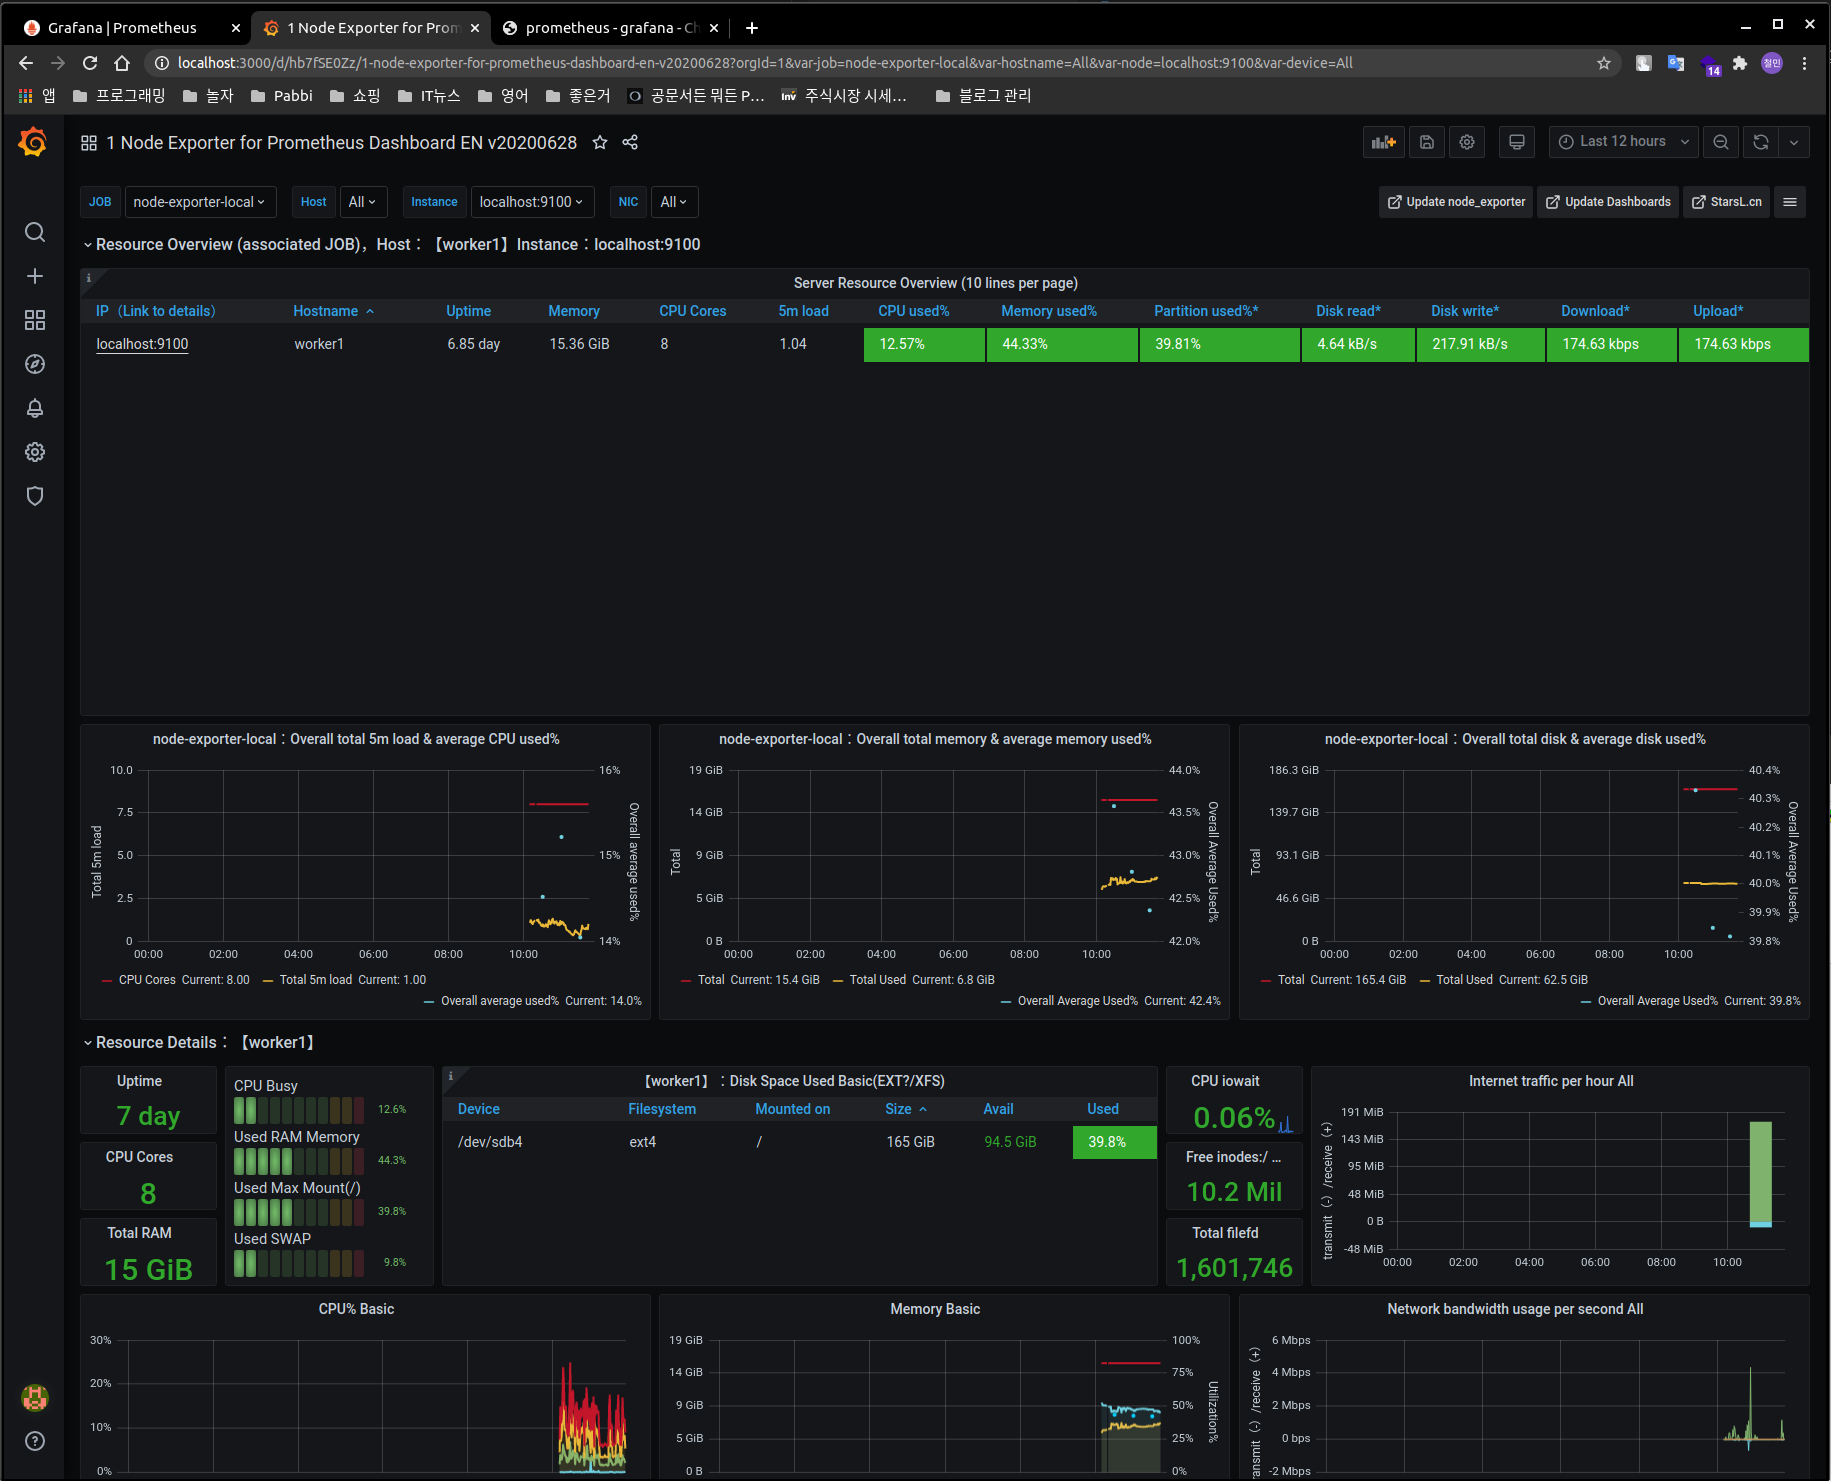 Grafana | Prometheus
1 Node Exporter for Prom
prometheus - grafana - Ch
localhost:3000/d/hb7fSE0Zz/1-node-exporter-for-prometheus-dashboard-en-v20200628?orgId=1&var-job=node-exporter-local&var-hostname=All&var-node=localhost:9100&var-device=All
14
철민
앱 프로그래밍 놀자 Pabbi 쇼핑 IT뉴스 영어 좋은거 공문서든 뭐든 P... Inv 주식시장 시세... 블로그 관리
1 Node Exporter for Prometheus Dashboard EN v20200628
Last 12 hours
JOB node-exporter-local Host All Instance localhost:9100 NIC All
Update node_exporter Update Dashboards StarsL.cn
Resource Overview (associated JOB)，Host：【worker1】Instance：localhost:9100
Server Resource Overview (10 lines per page)
IP（Link to details） Hostname Uptime Memory CPU Cores 5m load CPU used% Memory used% Partition used%* Disk read* Disk write* Download* Upload*
localhost:9100 worker1 6.85 day 15.36 GiB 8 1.04 12.57% 44.33% 39.81% 4.64 kB/s 217.91 kB/s 174.63 kbps 174.63 kbps
node-exporter-local：Overall total 5m load & average CPU used%
10.0
7.5
5.0
2.5
0
Total 5m load
16%
15%
14%
Overall average used%
00:00 02:00 04:00 06:00 08:00 10:00
CPU Cores Current: 8.00 Total 5m load Current: 1.00
Overall average used% Current: 14.0%
node-exporter-local：Overall total memory & average memory used%
19 GiB
14 GiB
9 GiB
5 GiB
0 B
Total
44.0%
43.5%
43.0%
42.5%
42.0%
Overall Average Used%
00:00 02:00 04:00 06:00 08:00 10:00
Total Current: 15.4 GiB Total Used Current: 6.8 GiB
Overall Average Used% Current: 42.4%
node-exporter-local：Overall total disk & average disk used%
186.3 GiB
139.7 GiB
93.1 GiB
46.6 GiB
0 B
Total
40.4%
40.3%
40.2%
40.1%
40.0%
39.9%
39.8%
Overall Average Used%
00:00 02:00 04:00 06:00 08:00 10:00
Total Current: 165.4 GiB Total Used Current: 62.5 GiB
Overall Average Used% Current: 39.8%
Resource Details：【worker1】
Uptime
7 day
CPU Cores
8
Total RAM
15 GiB
CPU Busy
12.6%
Used RAM Memory
44.3%
Used Max Mount(/)
39.8%
Used SWAP
9.8%
【worker1】：Disk Space Used Basic(EXT?/XFS)
Device Filesystem Mounted on Size Avail Used
/dev/sdb4 ext4 / 165 GiB 94.5 GiB 39.8%
CPU iowait
0.06%
Free inodes:/ ...
10.2 Mil
Total filefd
1,601,746
Internet traffic per hour All
191 MiB
143 MiB
95 MiB
48 MiB
0 B
-48 MiB
transmit（-）/receive（+）
00:00 02:00 04:00 06:00 08:00 10:00
CPU% Basic
30%
20%
10%
0%
Memory Basic
19 GiB
14 GiB
9 GiB
5 GiB
0 B
100%
75%
50%
25%
0%
Utilization%
Network bandwidth usage per second All
6 Mbps
4 Mbps
2 Mbps
0 bps
-2 Mbps
ansmit（-）/receive（+）